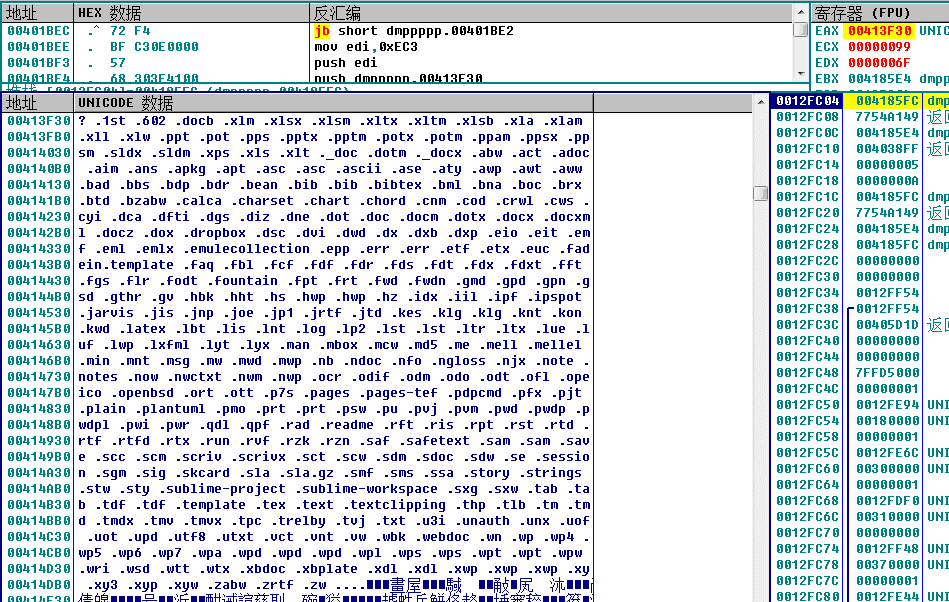 地址 HEX 数据 反汇编 寄存器 (FPU)
00401BEC .^ 72 F4 jb short dmppppp.00401BE2 EAX 00413F30 UNIC
00401BEE . BF C30E0000 mov edi,0xEC3 ECX 00000099
00401BF3 . 57 push edi EDX 0000006F
00401BF4 . 68 303F4100 push dmppppp.00413F30 EBX 004185E4 dmpp
地址 UNICODE 数据
00413F30 ? .1st .602 .docb .xlm .xlsx .xlsm .xltx .xltm .xlsb .xla .xlam
00413FB0 .xll .xlw .ppt .pot .pps .pptx .pptm .potx .potm .ppam .ppsx .pp
00414030 sm .sldx .sldm .xps .xls .xlt ._doc .dotm ._docx .abw .act .adoc
004140B0 .aim .ans .apkg .apt .asc .asc .ascii .ase .aty .awp .awt .aww
00414130 .bad .bbs .bdp .bdr .bean .bib .bib .bibtex .bml .bna .boc .brx
004141B0 .btd .bzabw .calca .charset .chart .chord .cnm .cod .crwl .cws .
00414230 cyi .dca .dfti .dgs .diz .dne .dot .doc .docm .dotx .docx .docxm
004142B0 l .docz .dox .dropbox .dsc .dvi .dwd .dx .dxb .dxp .eio .eit .em
00414330 f .eml .emlx .emulecollection .epp .err .err .etf .etx .euc .fad
004143B0 ein.template .faq .fbl .fcf .fdf .fdr .fds .fdt .fdx .fdxt .fft
00414430 .fgs .flr .fodt .fountain .fpt .frt .fwd .fwdn .gmd .gpd .gpn .g
004144B0 sd .gthr .gv .hbk .hht .hs .hwp .hwp .hz .idx .iil .ipf .ipspot
00414530 .jarvis .jis .jnp .joe .jp1 .jrtf .jtd .kes .klg .klg .knt .kon
004145B0 .kwd .latex .lbt .lis .lnt .log .lp2 .lst .lst .ltr .ltx .lue .l
00414630 uf .lwp .lxfml .lyt .lyx .man .mbox .mcw .md5 .me .mell .mellel
004146B0 .min .mnt .msg .mw .mwd .mwp .nb .ndoc .nfo .ngloss .njx .note .
00414730 notes .now .nwctxt .nwm .nwp .ocr .odif .odm .odo .odt .ofl .ope
004147B0 ico .openbsd .ort .ott .p7s .pages .pages-tef .pdpcmd .pfx .pjt
00414830 .plain .plantuml .pmo .prt .prt .psw .pu .pvj .pvm .pwd .pwdp .p
004148B0 wdpl .pwi .pwr .qdl .qpf .rad .readme .rft .ris .rpt .rst .rtd .
00414930 rtf .rtfd .rtx .run .rvf .rzk .rzn .saf .safetext .sam .sam .sav
004149B0 e .scc .scm .scriv .scrivx .sct .scw .sdm .sdoc .sdw .se .sessio
00414A30 n .sgm .sig .skcard .sla .sla.gz .smf .sms .ssa .story .strings
00414AB0 .stw .sty .sublime-project .sublime-workspace .sxg .sxw .tab .ta
00414B30 b .tdf .tdf .template .tex .text .textclipping .thp .tlb .tm .tm
00414BB0 d .tmdx .tmv .tmvx .tpc .trelby .tvj .txt .u3i .unauth .unx .uof
00414C30 .uot .upd .utf8 .utxt .vct .vnt .vw .wbk .webdoc .wn .wp .wp4 .
00414CB0 wp5 .wp6 .wp7 .wpa .wpd .wpd .wpd .wpl .wps .wps .wpt .wpt .wpw
00414D30 .wri .wsd .wtt .wtx .xbdoc .xbplate .xdl .xdl .xwp .xwp .xwp .xy
00414DB0 .xy3 .xyp .xyw .zabw .zrtf .zw ....
0012FC04 004185FC dmp
0012FC08 7754A149 返回
0012FC0C 004185E4 dmp
0012FC10 004038FF 返回
0012FC14 00000005
0012FC18 0000000A
0012FC1C 004185FC dmp
0012FC20 7754A149 返回
0012FC24 004185E4 dmp
0012FC28 004185FC dmp
0012FC2C 00000000
0012FC30 00000000
0012FC34 0012FF54
0012FC38 0012FF54
0012FC3C 00405D1D 返回
0012FC40 00000000
0012FC44 00000000
0012FC48 7FFD5000
0012FC4C 00000001
0012FC50 0012FE94 UNI
0012FC54 00180000 UNI
0012FC58 00000001
0012FC5C 0012FE6C UNI
0012FC60 00300000 UNI
0012FC64 00000001
0012FC68 0012FDF0 UNI
0012FC6C 00310000 UNI
0012FC70 00000000
0012FC74 0012FF48 UNI
0012FC78 00370000 UNI
0012FC7C 00000001
0012FC80 0012FE44 UNI